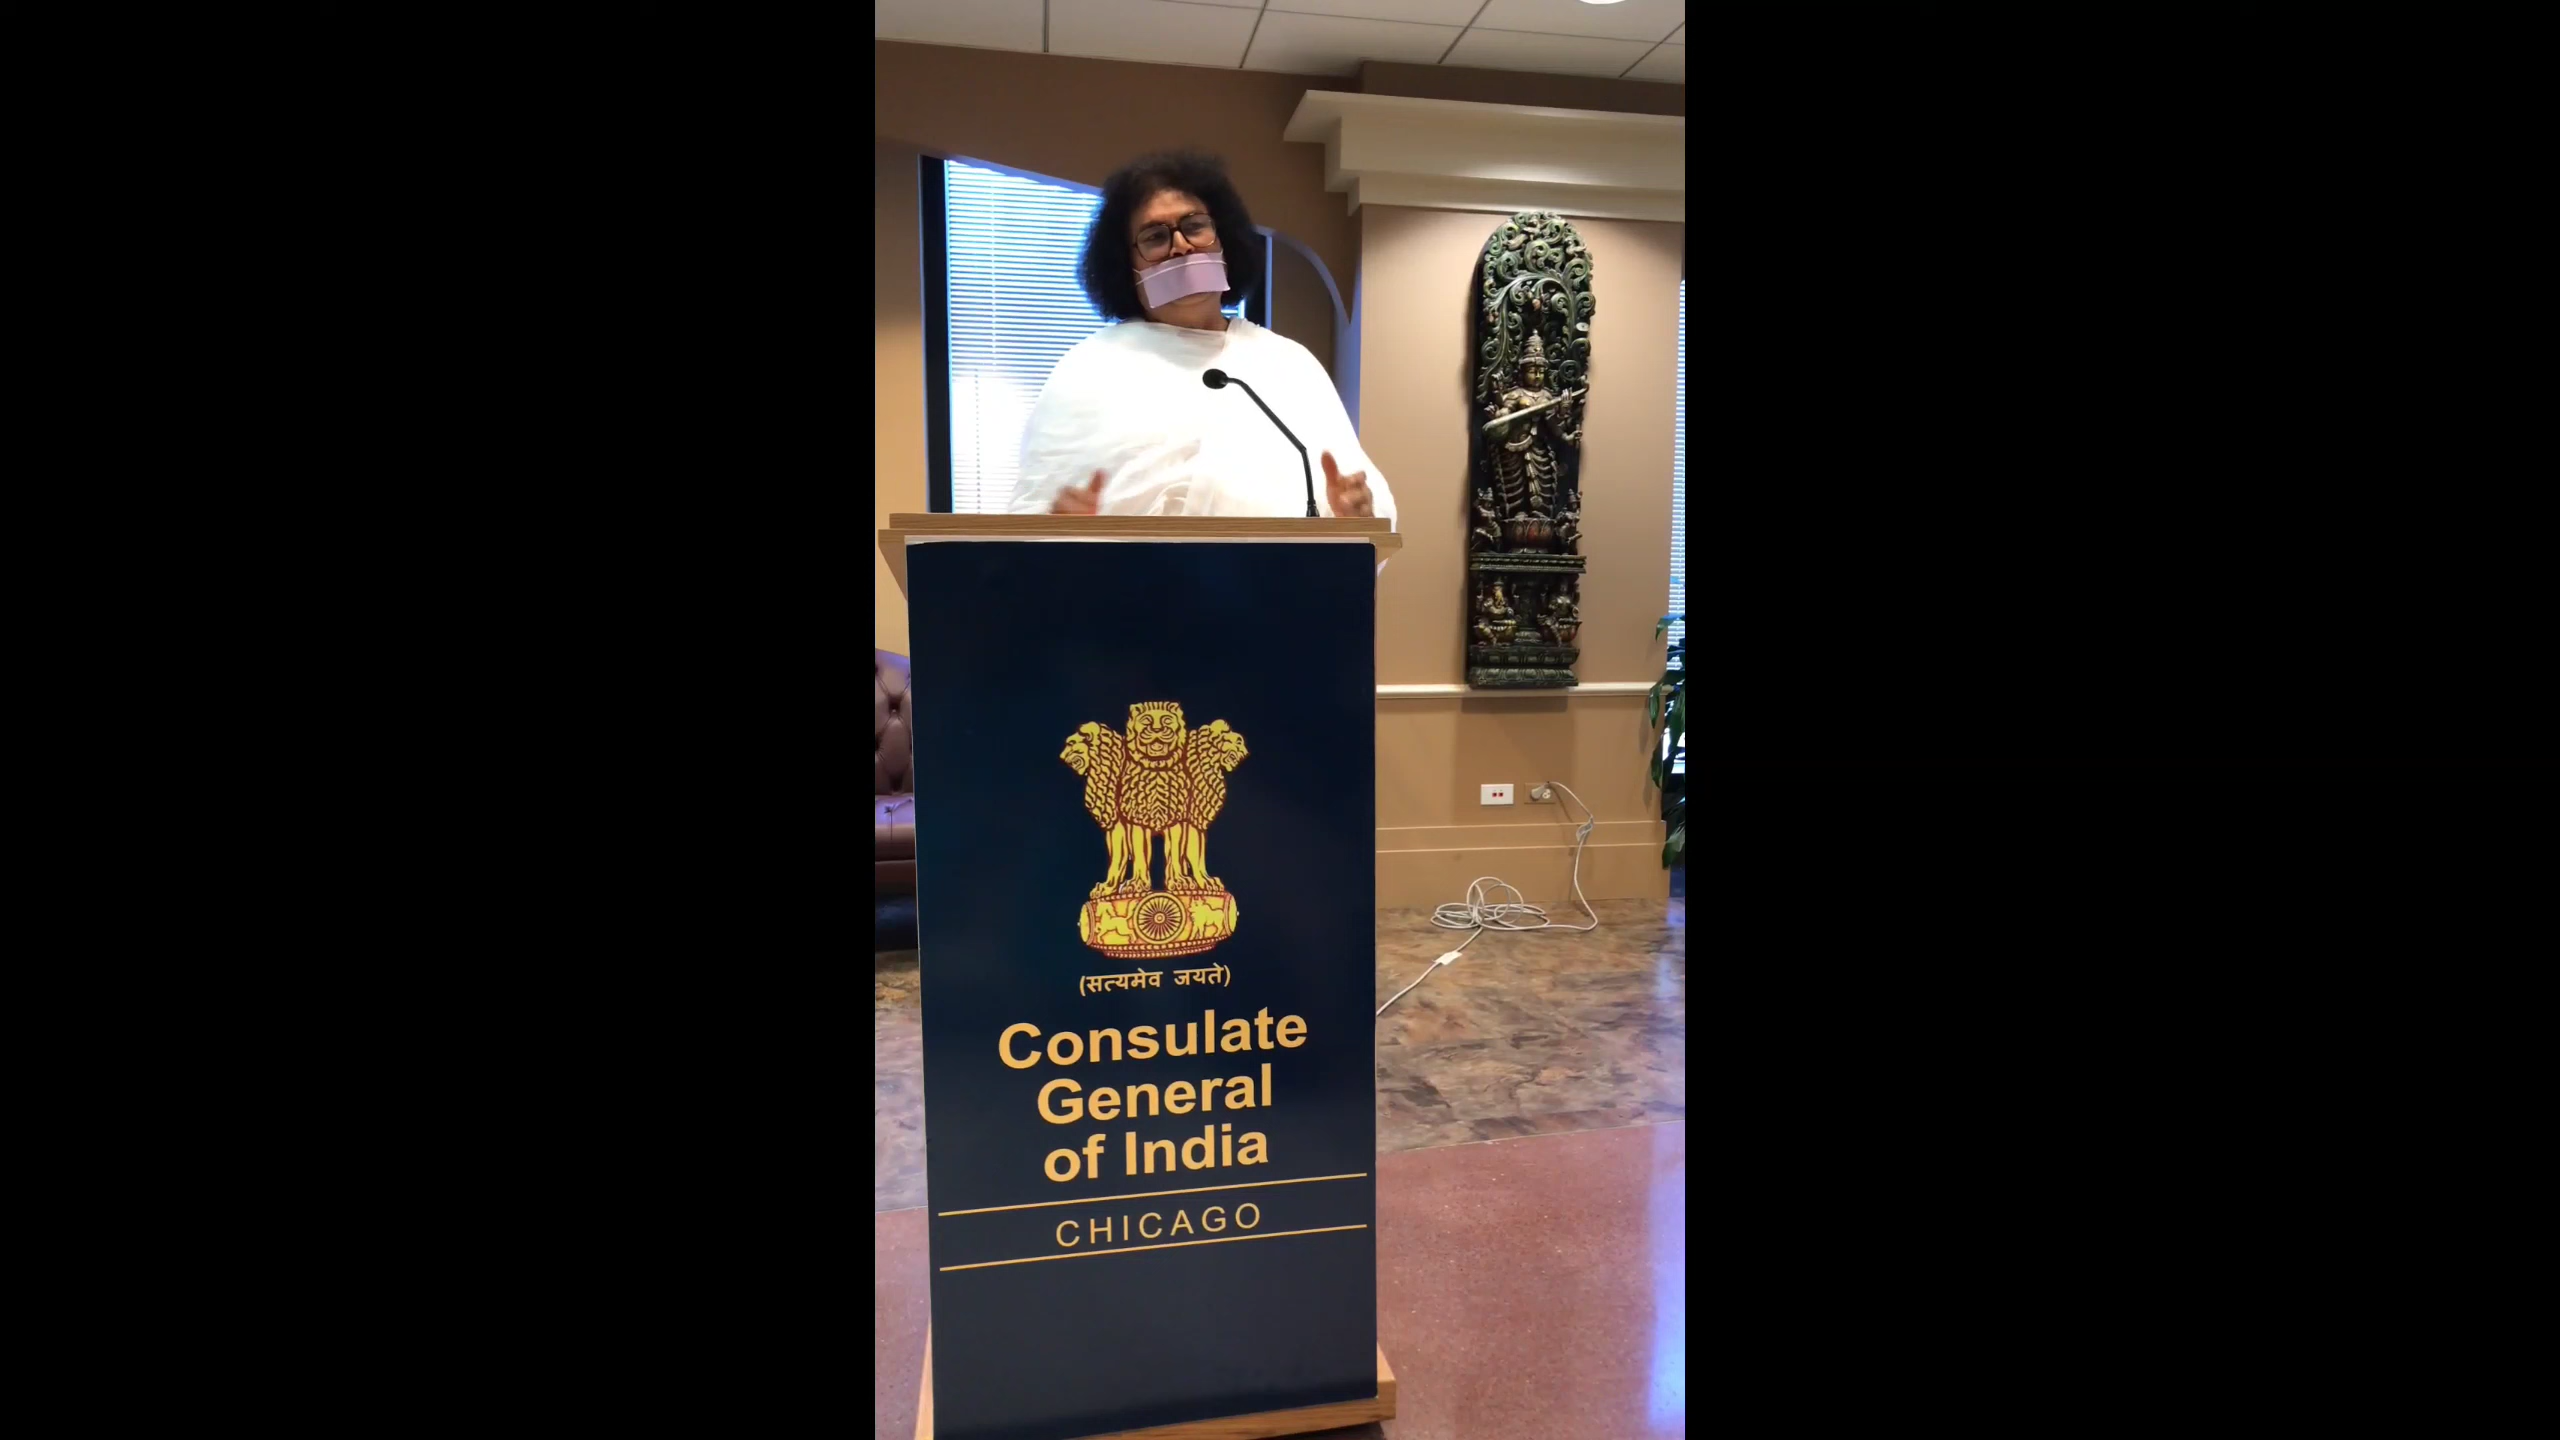 (सत्यमेव जयते)
Consulate
General
of India
CHICAGO